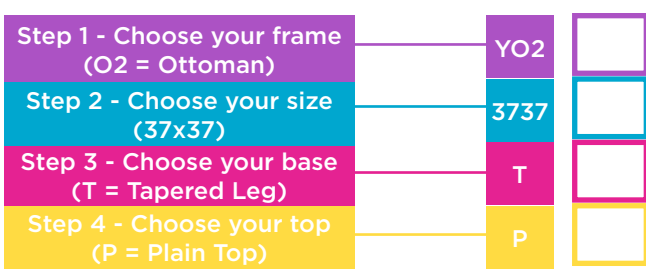 Step 1 - Choose your frame
(O2 = Ottoman)
YO2
Step 2 - Choose your size
(37x37)
3737
Step 3 - Choose your base
(T = Tapered Leg)
T
Step 4 - Choose your top
(P = Plain Top)
P